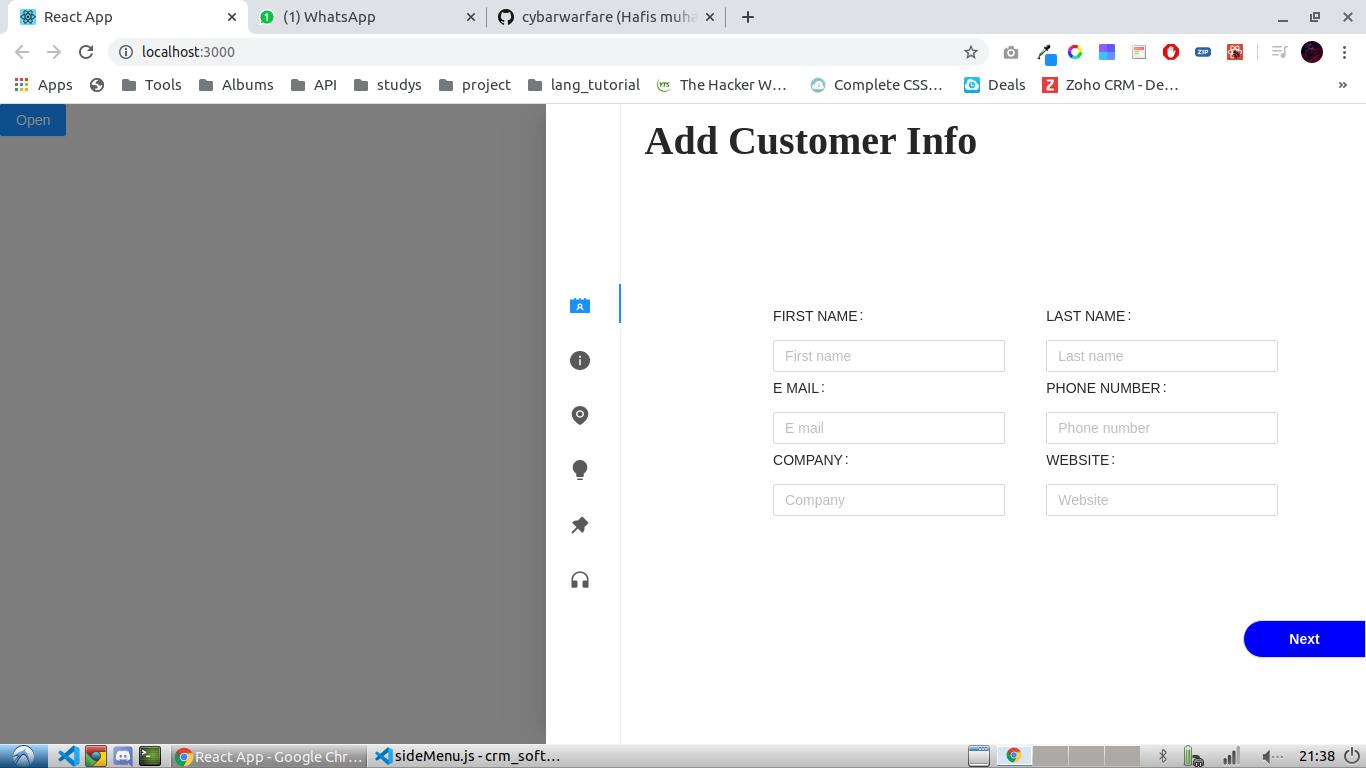 React App
(1) WhatsApp
cybarwarfare (Hafis muha
localhost:3000
ZIP
Apps
Tools
Albums
API
studys
project
lang_tutorial
YTS
The Hacker W…
Complete CSS…
Deals
Z
Zoho CRM - De…
»
Open
Add Customer Info
FIRST NAME :
LAST NAME :
First name
Last name
E MAIL :
PHONE NUMBER :
E mail
Phone number
COMPANY :
WEBSITE :
Company
Website
Next
React App - Google Chr…
sideMenu.js - crm_soft…
21:38